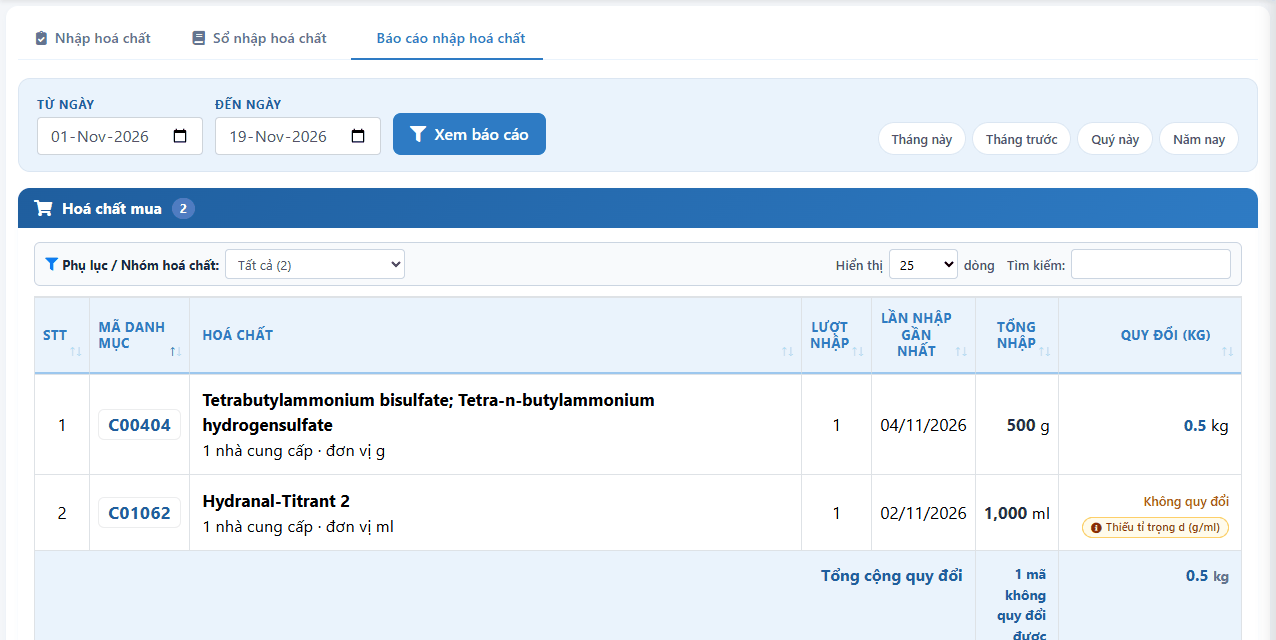 Nhập hoá chất
Sổ nhập hoá chất
Báo cáo nhập hoá chất
TỪ NGÀY
ĐẾN NGÀY
01-Nov-2026
19-Nov-2026
Xem báo cáo
Tháng này
Tháng trước
Quý này
Năm nay
Hoá chất mua 2
Phụ lục / Nhóm hoá chất: Tất cả (2)
Hiển thị 25 dòng Tìm kiếm:
STT
MÃ DANH
MỤC
HOÁ CHẤT
LƯỢT
NHẬP
LẦN NHẬP
GẦN
NHẤT
TỔNG
NHẬP
QUY ĐỔI (KG)
1
C00404
Tetrabutylammonium bisulfate; Tetra-n-butylammonium
hydrogensulfate
1 nhà cung cấp · đơn vị g
1
04/11/2026
500 g
0.5 kg
2
C01062
Hydranal-Titrant 2
1 nhà cung cấp · đơn vị ml
1
02/11/2026
1,000 ml
Không quy đổi
Thiếu tỉ trọng d (g/ml)
Tổng cộng quy đổi
1 mã
không
quy đổi
được
0.5 kg